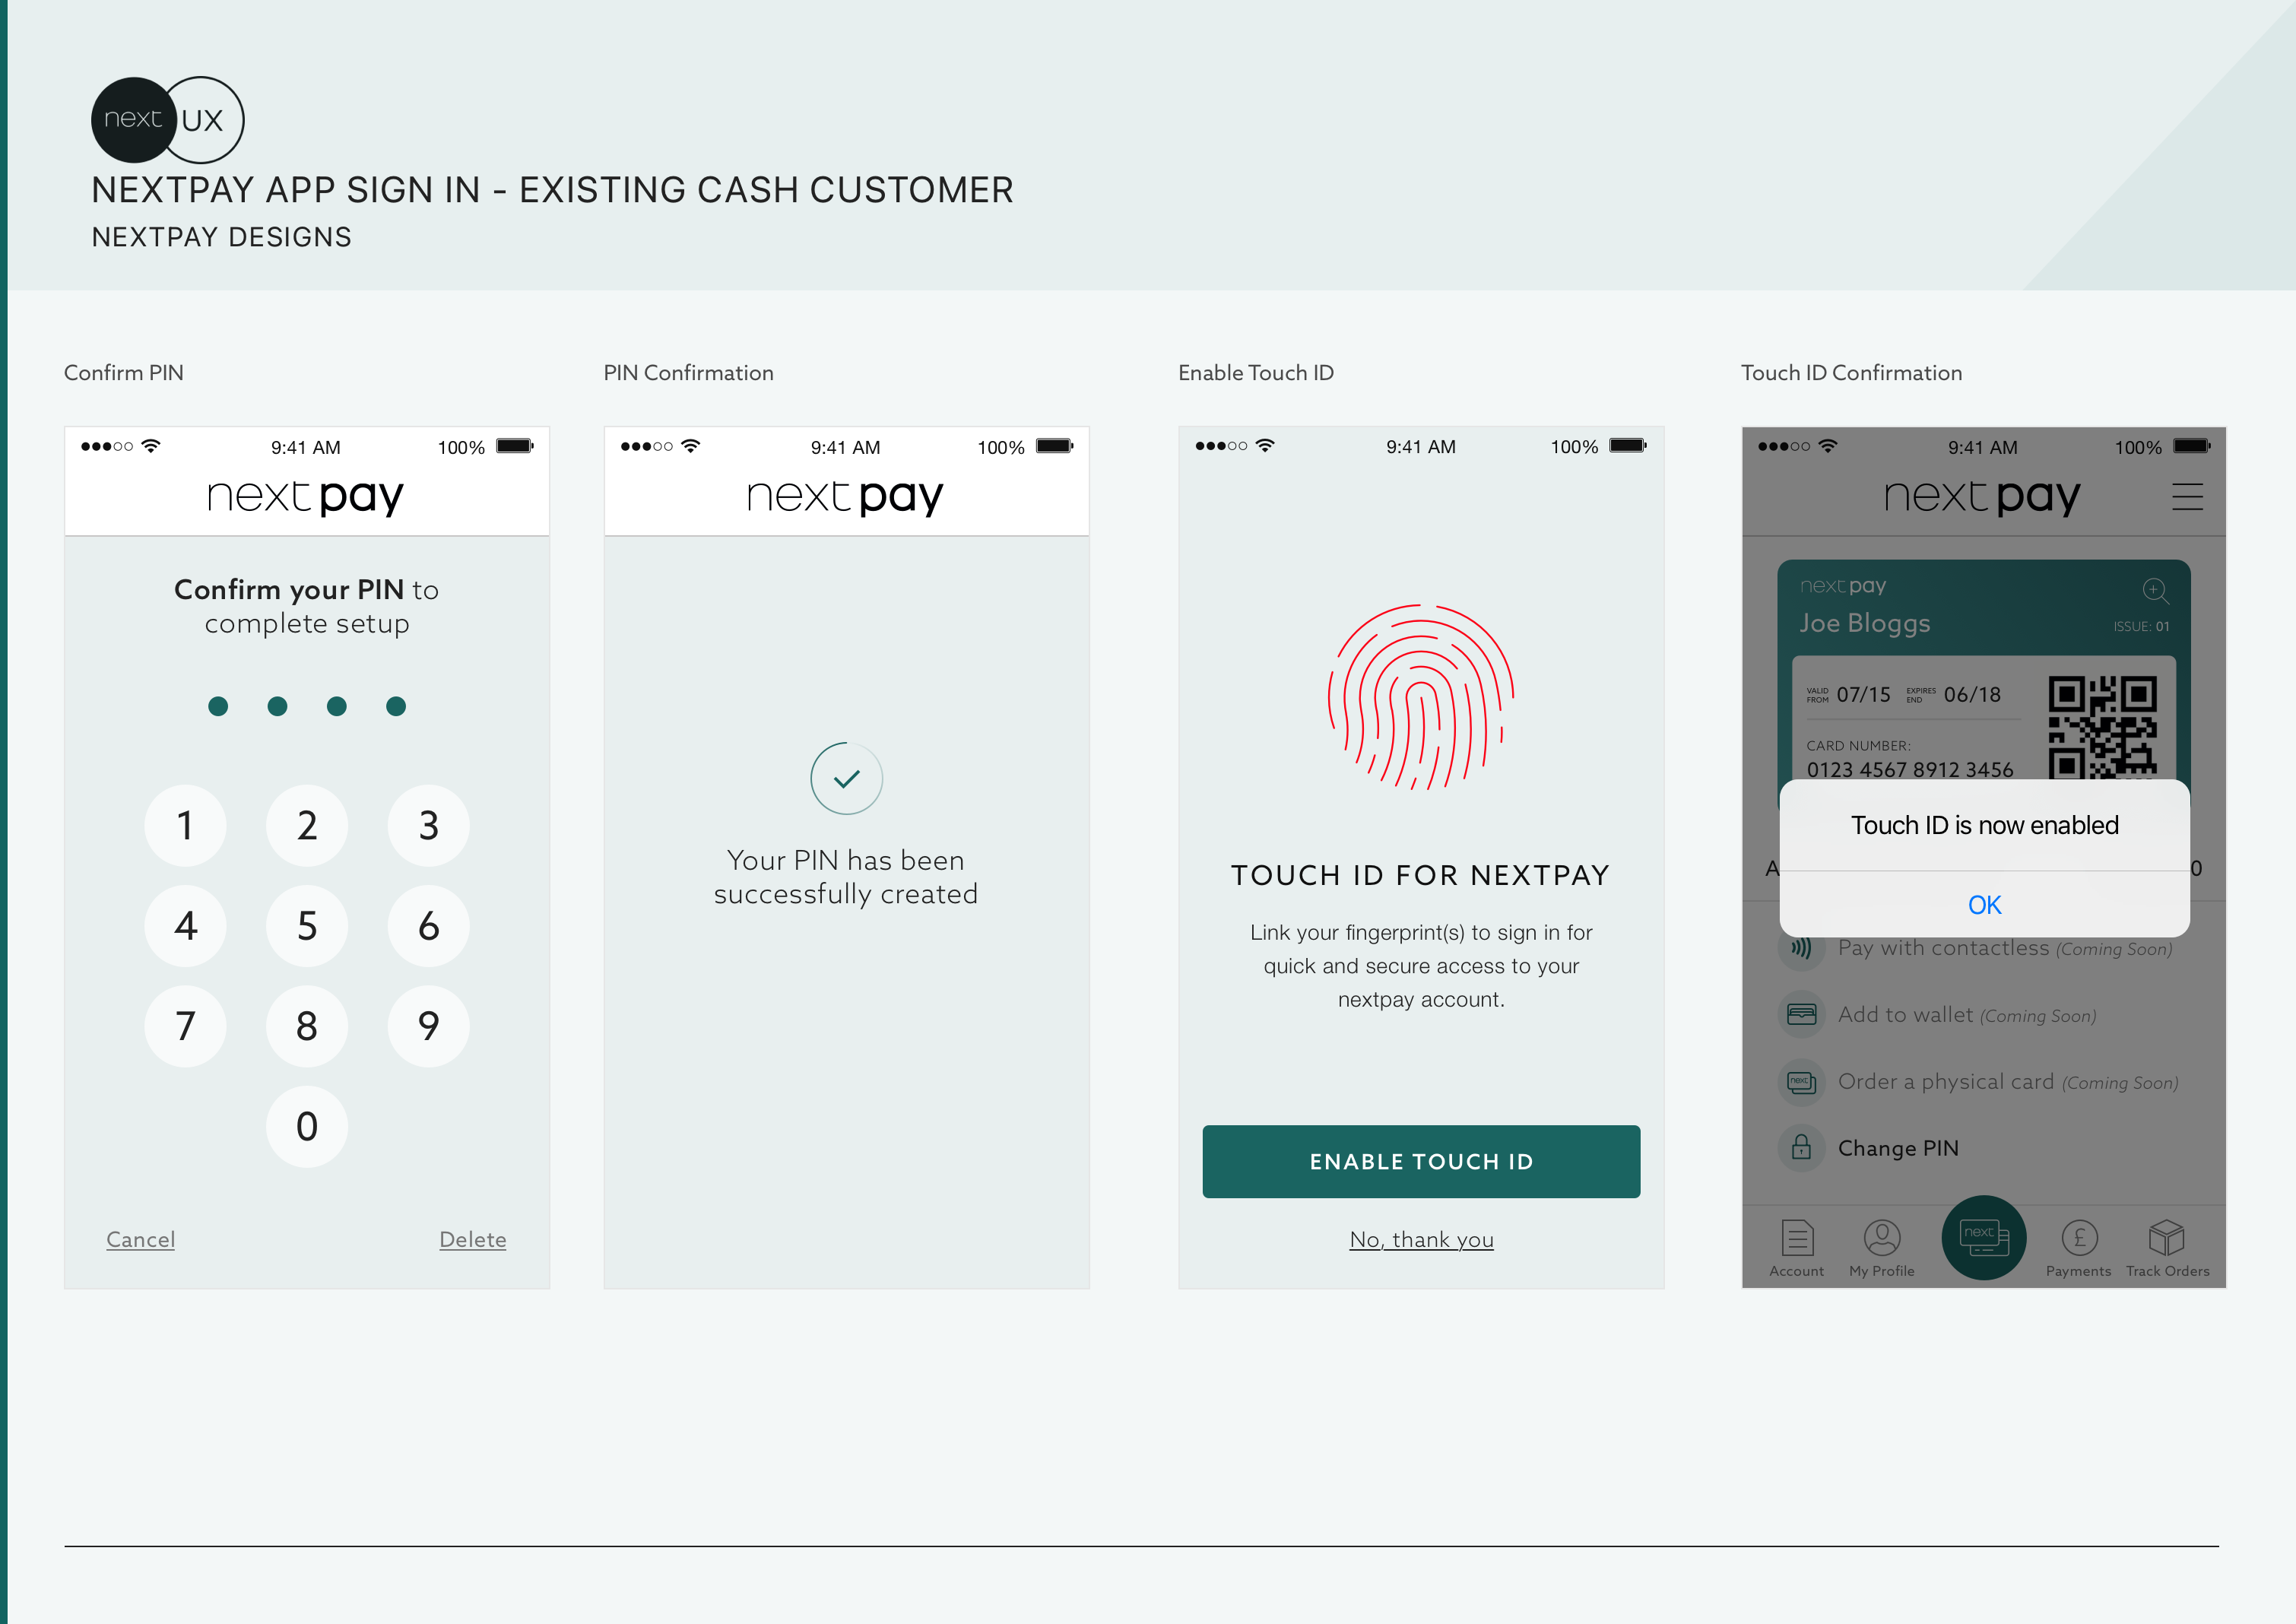 next UX
NEXTPAY APP SIGN IN - EXISTING CASH CUSTOMER
NEXTPAY DESIGNS
Confirm PIN
9:41 AM 100%
next pay
Confirm your PIN to
complete setup
1 2 3
4 5 6
7 8 9
0
Cancel Delete
PIN Confirmation
9:41 AM 100%
next pay
Your PIN has been
successfully created
Enable Touch ID
9:41 AM 100%
TOUCH ID FOR NEXTPAY
Link your fingerprint(s) to sign in for
quick and secure access to your
nextpay account.
ENABLE TOUCH ID
No, thank you
Touch ID Confirmation
9:41 AM 100%
next pay
next pay
Joe Bloggs
ISSUE: 01
VALID FROM 07/15 EXPIRES END 06/18
CARD NUMBER:
0123 4567 8912 3456
Touch ID is now enabled
OK
Pay with contactless (Coming Soon)
Add to wallet (Coming Soon)
next
Order a physical card (Coming Soon)
Change PIN
next
Account My Profile Payments Track Orders